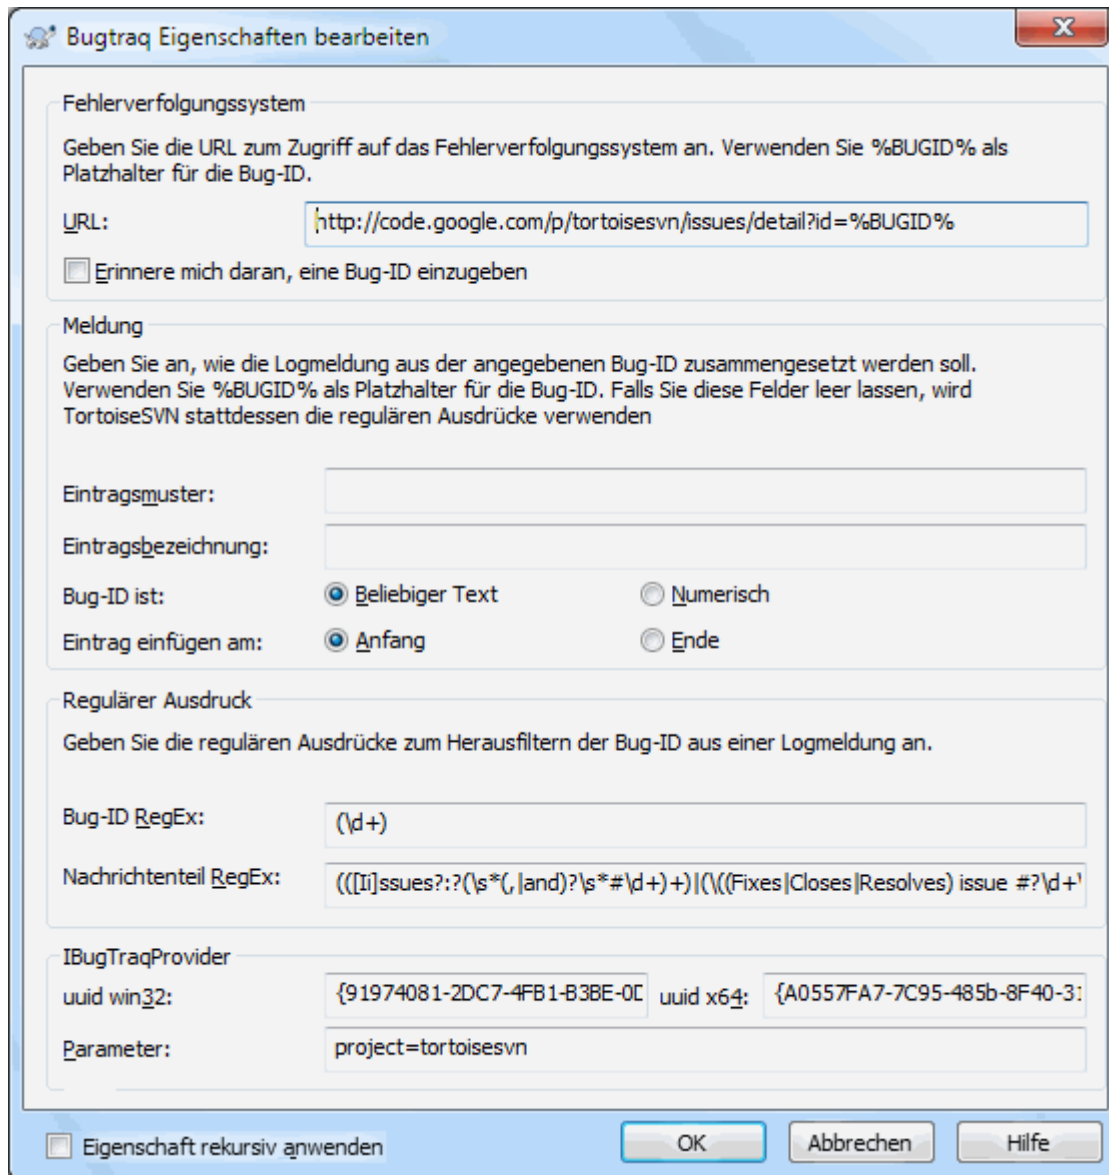 Bugtraq Eigenschaften bearbeiten
Fehlerverfolgungssystem
Geben Sie die URL zum Zugriff auf das Fehlerverfolgungssystem an. Verwenden Sie %BUGID% als
Platzhalter für die Bug-ID.
URL: http://code.google.com/p/tortoisesvn/issues/detail?id=%BUGID%
Erinnere mich daran, eine Bug-ID einzugeben
Meldung
Geben Sie an, wie die Logmeldung aus der angegebenen Bug-ID zusammengesetzt werden soll.
Verwenden Sie %BUGID% als Platzhalter für die Bug-ID. Falls Sie diese Felder leer lassen, wird
TortoiseSVN stattdessen die regulären Ausdrücke verwenden
Eintragsmuster:
Eintragsbezeichnung:
Bug-ID ist: Beliebiger Text Numerisch
Eintrag einfügen am: Anfang Ende
Regulärer Ausdruck
Geben Sie die regulären Ausdrücke zum Herausfiltern der Bug-ID aus einer Logmeldung an.
Bug-ID RegEx: (\d+)
Nachrichtenteil RegEx: (([Ii]ssues?:?(\s*(,|and)?\s*#\d+)+)|(\((Fixes|Closes|Resolves) issue #?\d+\
IBugTraqProvider
uuid win32: {91974081-2DC7-4FB1-B3BE-0D uuid x64: {A0557FA7-7C95-485b-8F40-31
Parameter: project=tortoisesvn
Eigenschaft rekursiv anwenden OK Abbrechen Hilfe